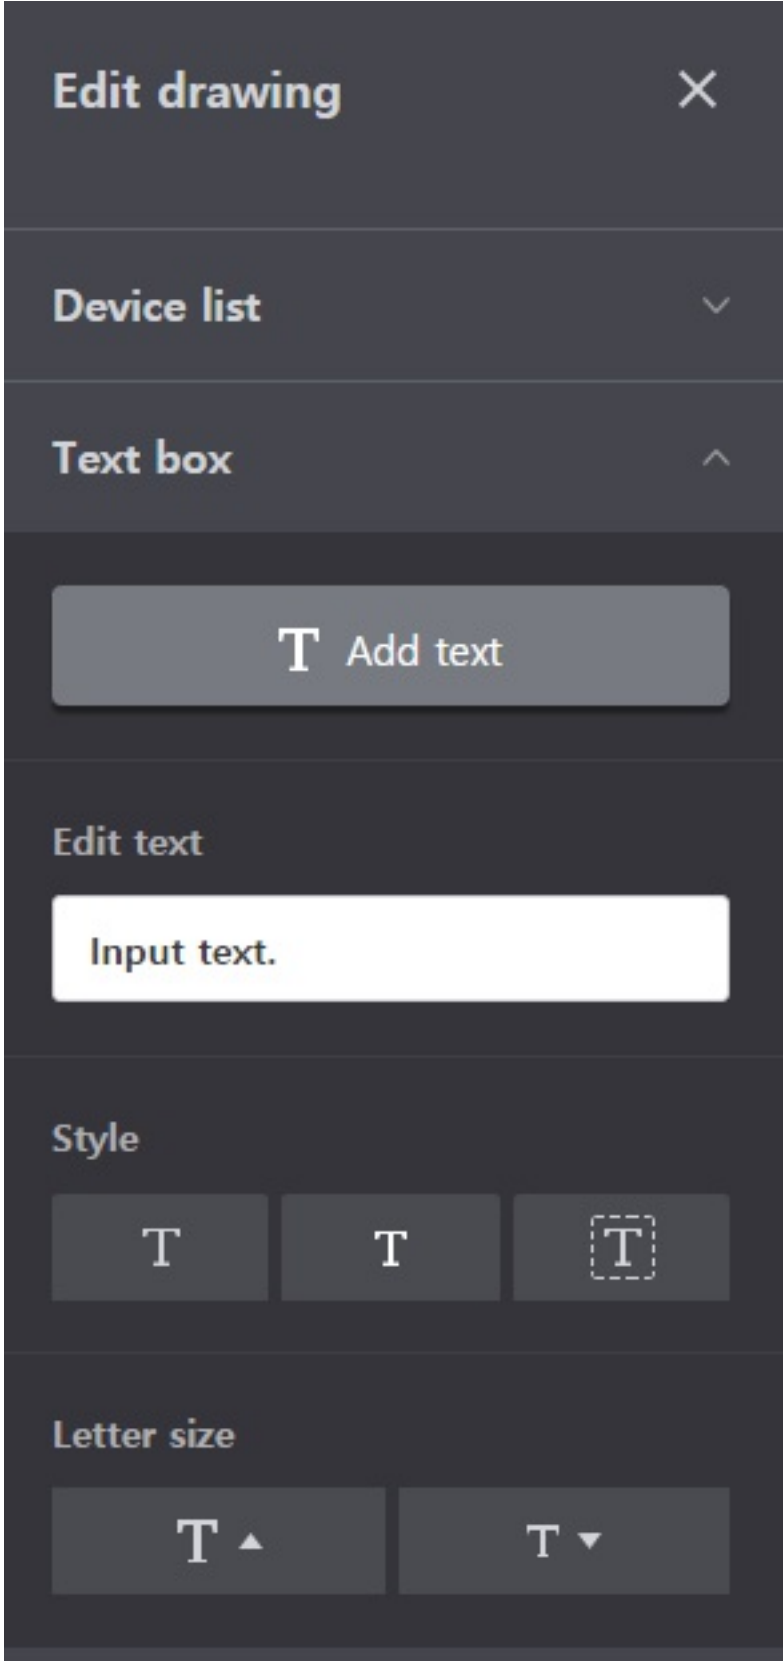 Edit drawing
Device list
Text box
T Add text
Edit text
Input text.
Style
T T T
Letter size
T T